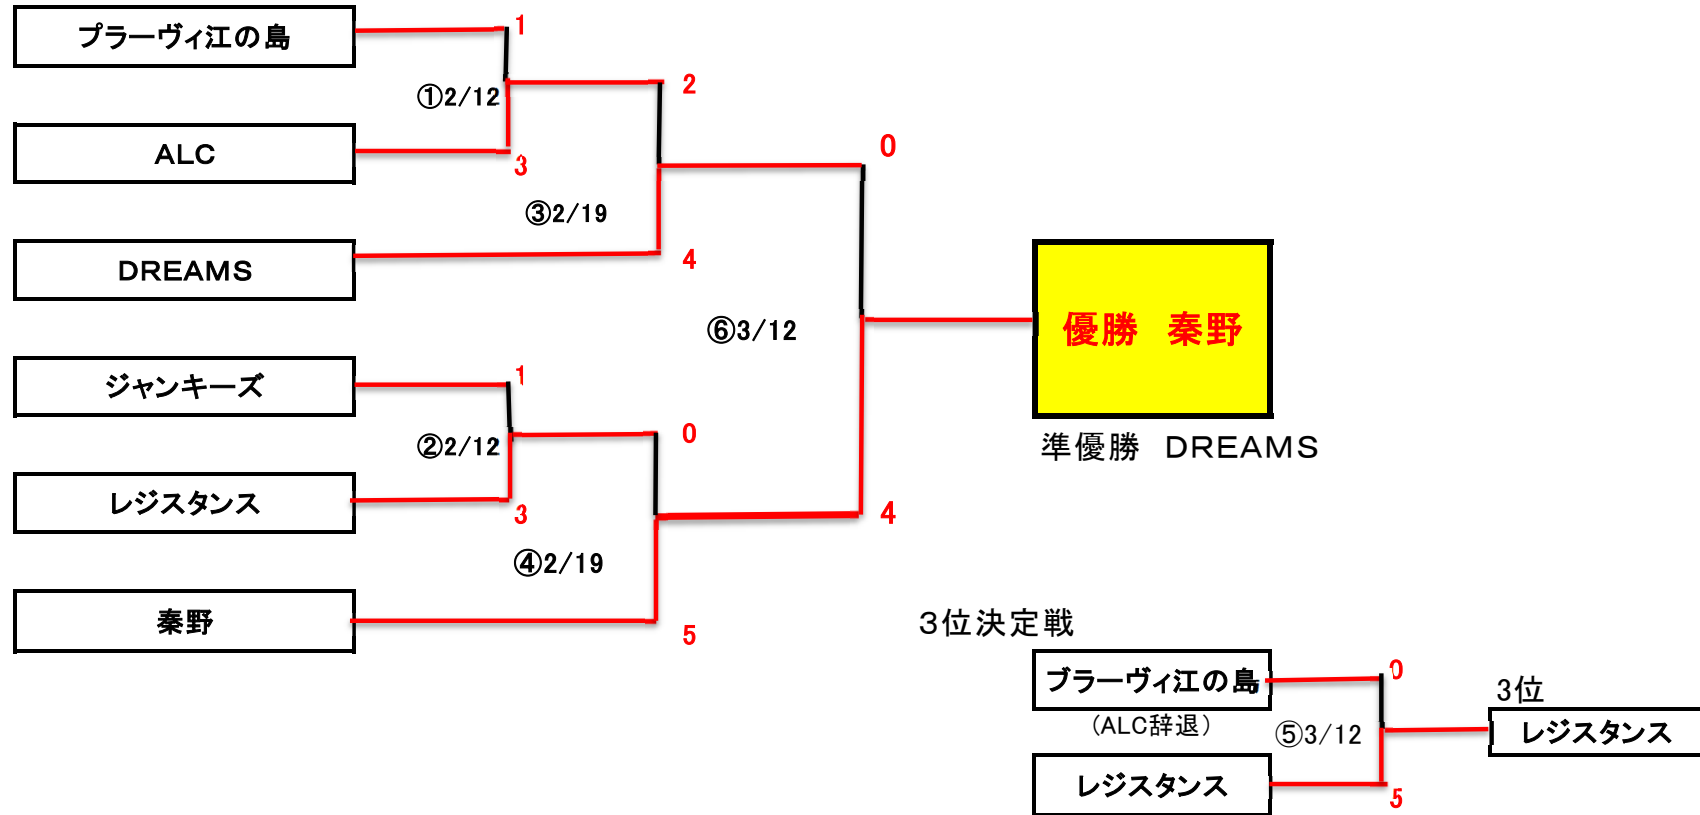 プラーヴィ江の島
1
①2/12
2
ALC
3
0
③2/19
DREAMS
4
⑥3/12
優勝　秦野
準優勝　DREAMS
ジャンキーズ
1
②2/12
0
レジスタンス
3
4
④2/19
秦野
5
3位決定戦
ブラーヴィ江の島
0
(ALC辞退)
⑤3/12
3位
レジスタンス
レジスタンス
5